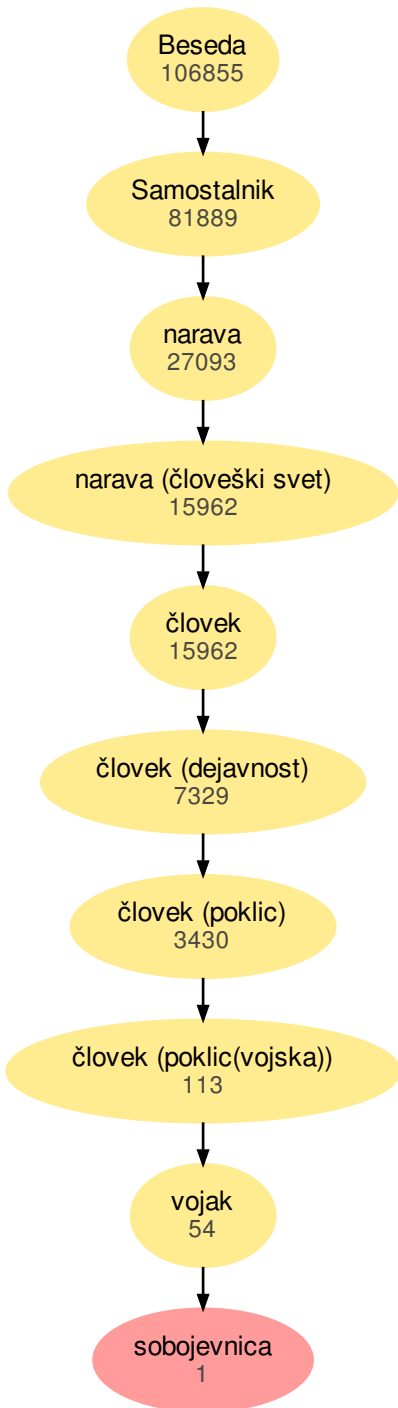 Beseda
106855
Samostalnik
81889
narava
27093
narava (človeški svet)
15962
človek
15962
človek (dejavnost)
7329
človek (poklic)
3430
človek (poklic(vojska))
113
vojak
54
sobojevnica
1